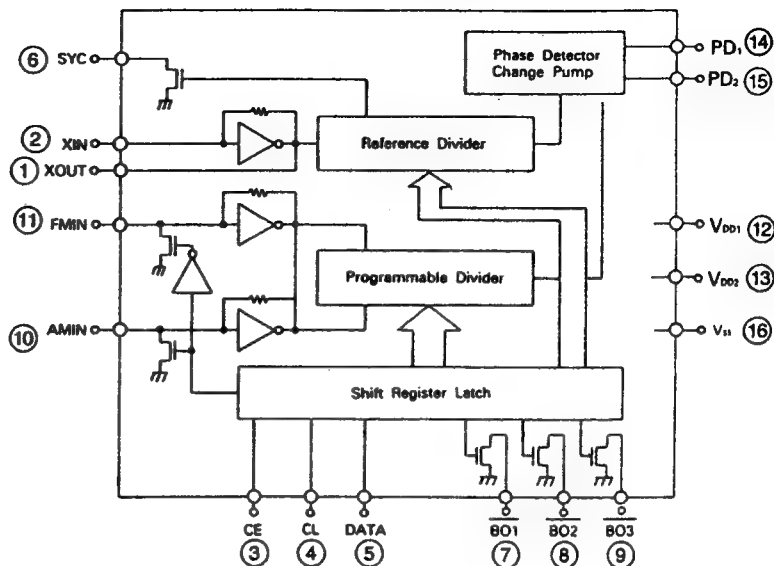 6 SYC
Phase Detector
Change Pump
PD1 14
PD2 15
2 XIN
1 XOUT
Reference Divider
11 FMIN
VDD1 12
Programmable Divider
VDD2 13
10 AMIN
VSS 16
Shift Register Latch
CE CL DATA BO1 BO2 BO3
3 4 5 7 8 9